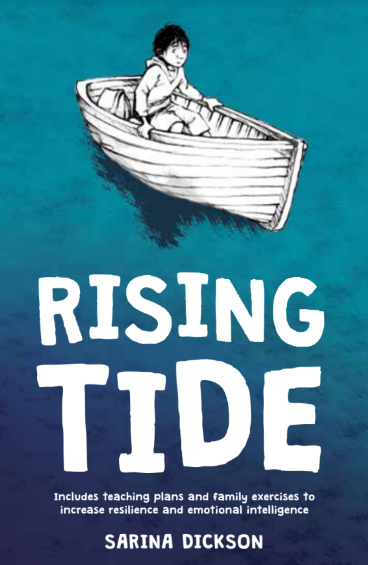 RISING
TIDE
Includes teaching plans and family exercises to
increase resilience and emotional intelligence
SARINA DICKSON